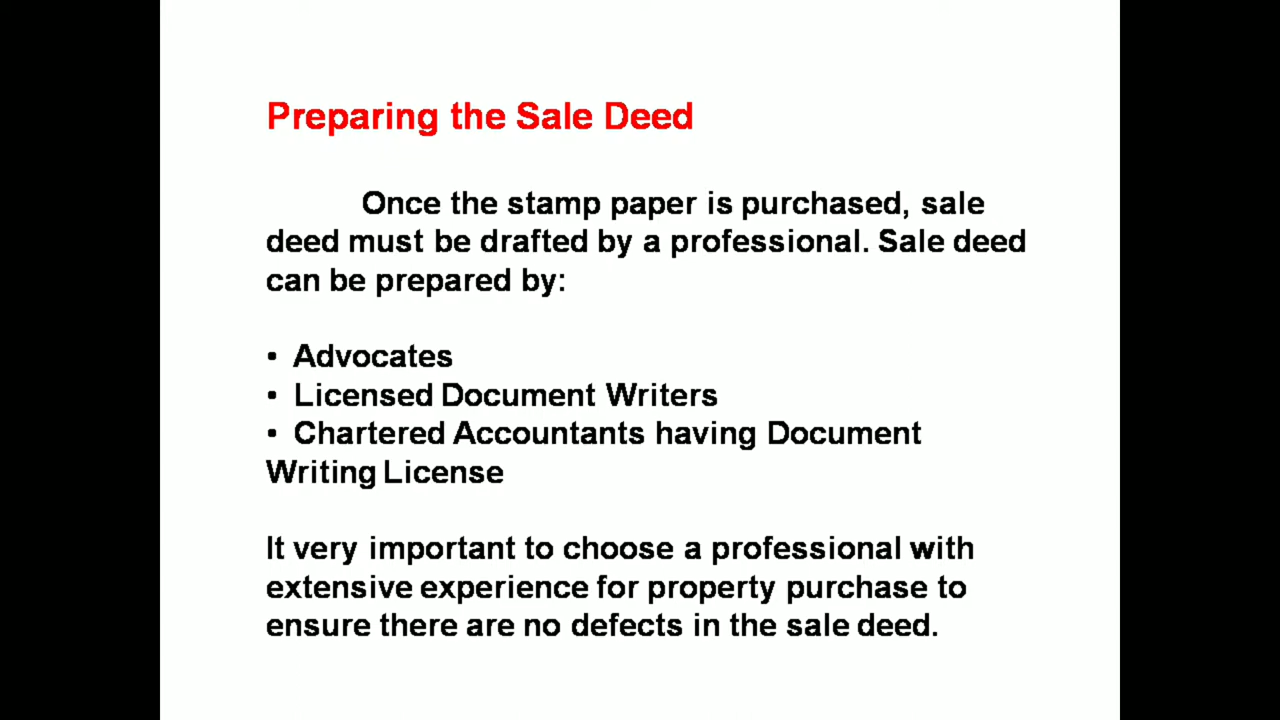 Preparing the Sale Deed
Once the stamp paper is purchased, sale
deed must be drafted by a professional. Sale deed
can be prepared by:
• Advocates
• Licensed Document Writers
• Chartered Accountants having Document
Writing License
It very important to choose a professional with
extensive experience for property purchase to
ensure there are no defects in the sale deed.